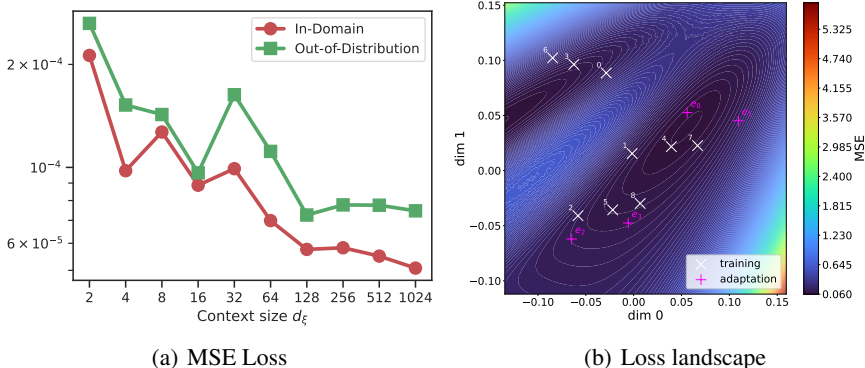 In-Domain
Out-of-Distribution
2 × 10⁻⁴
10⁻⁴
6 × 10⁻⁵
2 4 8 16 32 64 128 256 512 1024
Context size dξ
(a) MSE Loss
0.15
0.10
0.05
0.00
−0.05
−0.10
dim 1
6 3 0
e₀
1 4 7
2 5 8
e₂
training
adaptation
−0.10 −0.05 0.00 0.05 0.10 0.15
dim 0
5.325
4.740
4.155
3.570
2.985
2.400
1.815
1.230
0.645
0.060
MSE
(b) Loss landscape